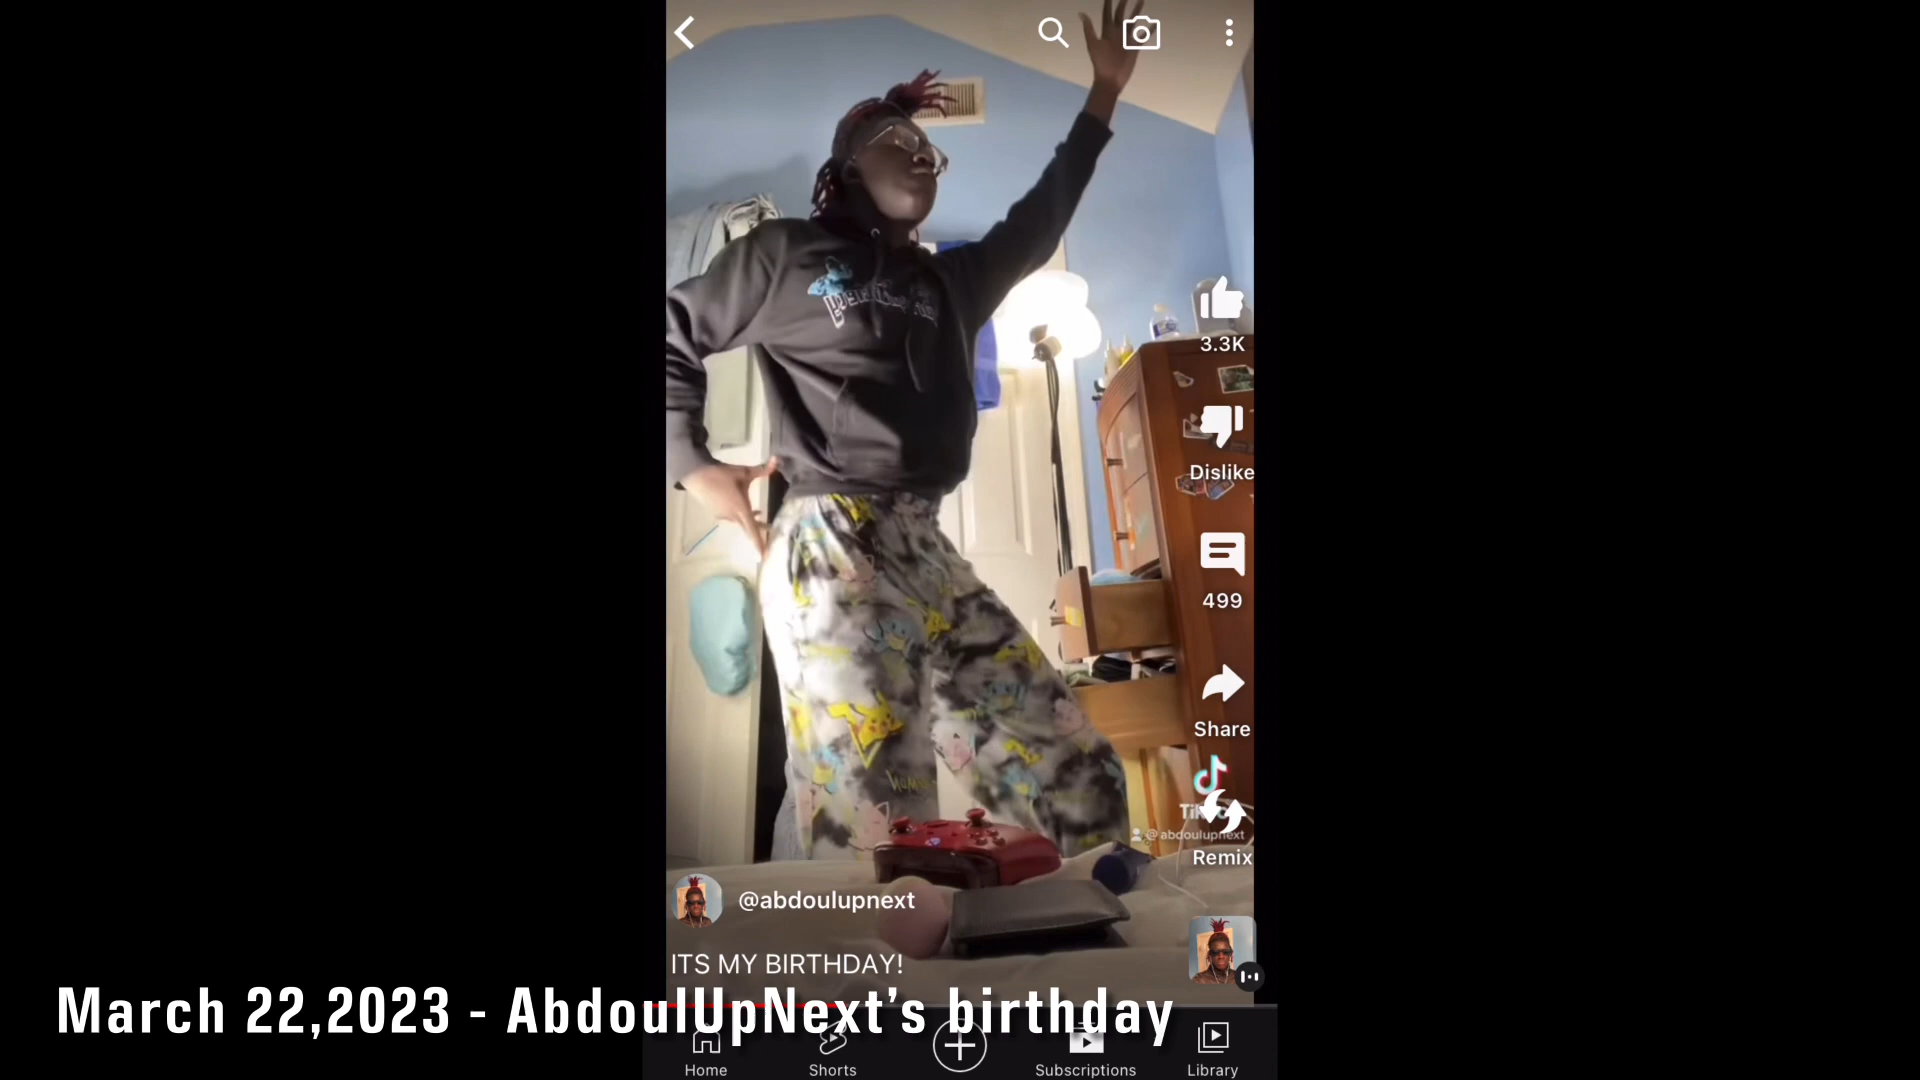 3.3K
Dislike
499
Share
@abdoulupnext
Remix
@abdoulupnext
ITS MY BIRTHDAY!
March 22,2023 - AbdoulUpNext's birthday
Home
Shorts
Subscriptions
Library